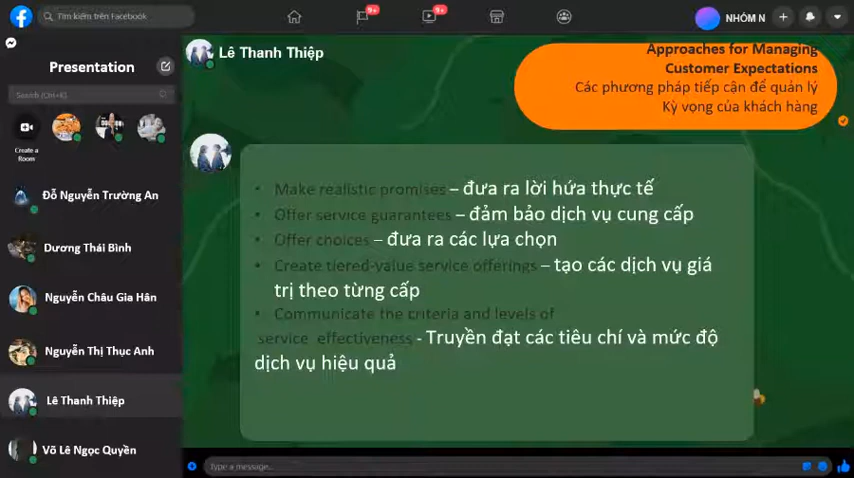 Tìm kiếm trên Facebook
9+
9+
NHÓM N
Presentation
Search (Ctrl+K)
Create a
Room
Đỗ Nguyễn Trường An
Dương Thái Bình
Nguyễn Châu Gia Hân
Nguyễn Thị Thục Anh
Lê Thanh Thiệp
Võ Lê Ngọc Quyền
Lê Thanh Thiệp
Approaches for Managing
Customer Expectations
Các phương pháp tiếp cận để quản lý
Kỳ vọng của khách hàng
• Make realistic promises – đưa ra lời hứa thực tế
• Offer service guarantees – đảm bảo dịch vụ cung cấp
• Offer choices – đưa ra các lựa chọn
• Create tiered-value service offerings – tạo các dịch vụ giá
trị theo từng cấp
• Communicate the criteria and levels of
service effectiveness - Truyền đạt các tiêu chí và mức độ
dịch vụ hiệu quả
Type a message...